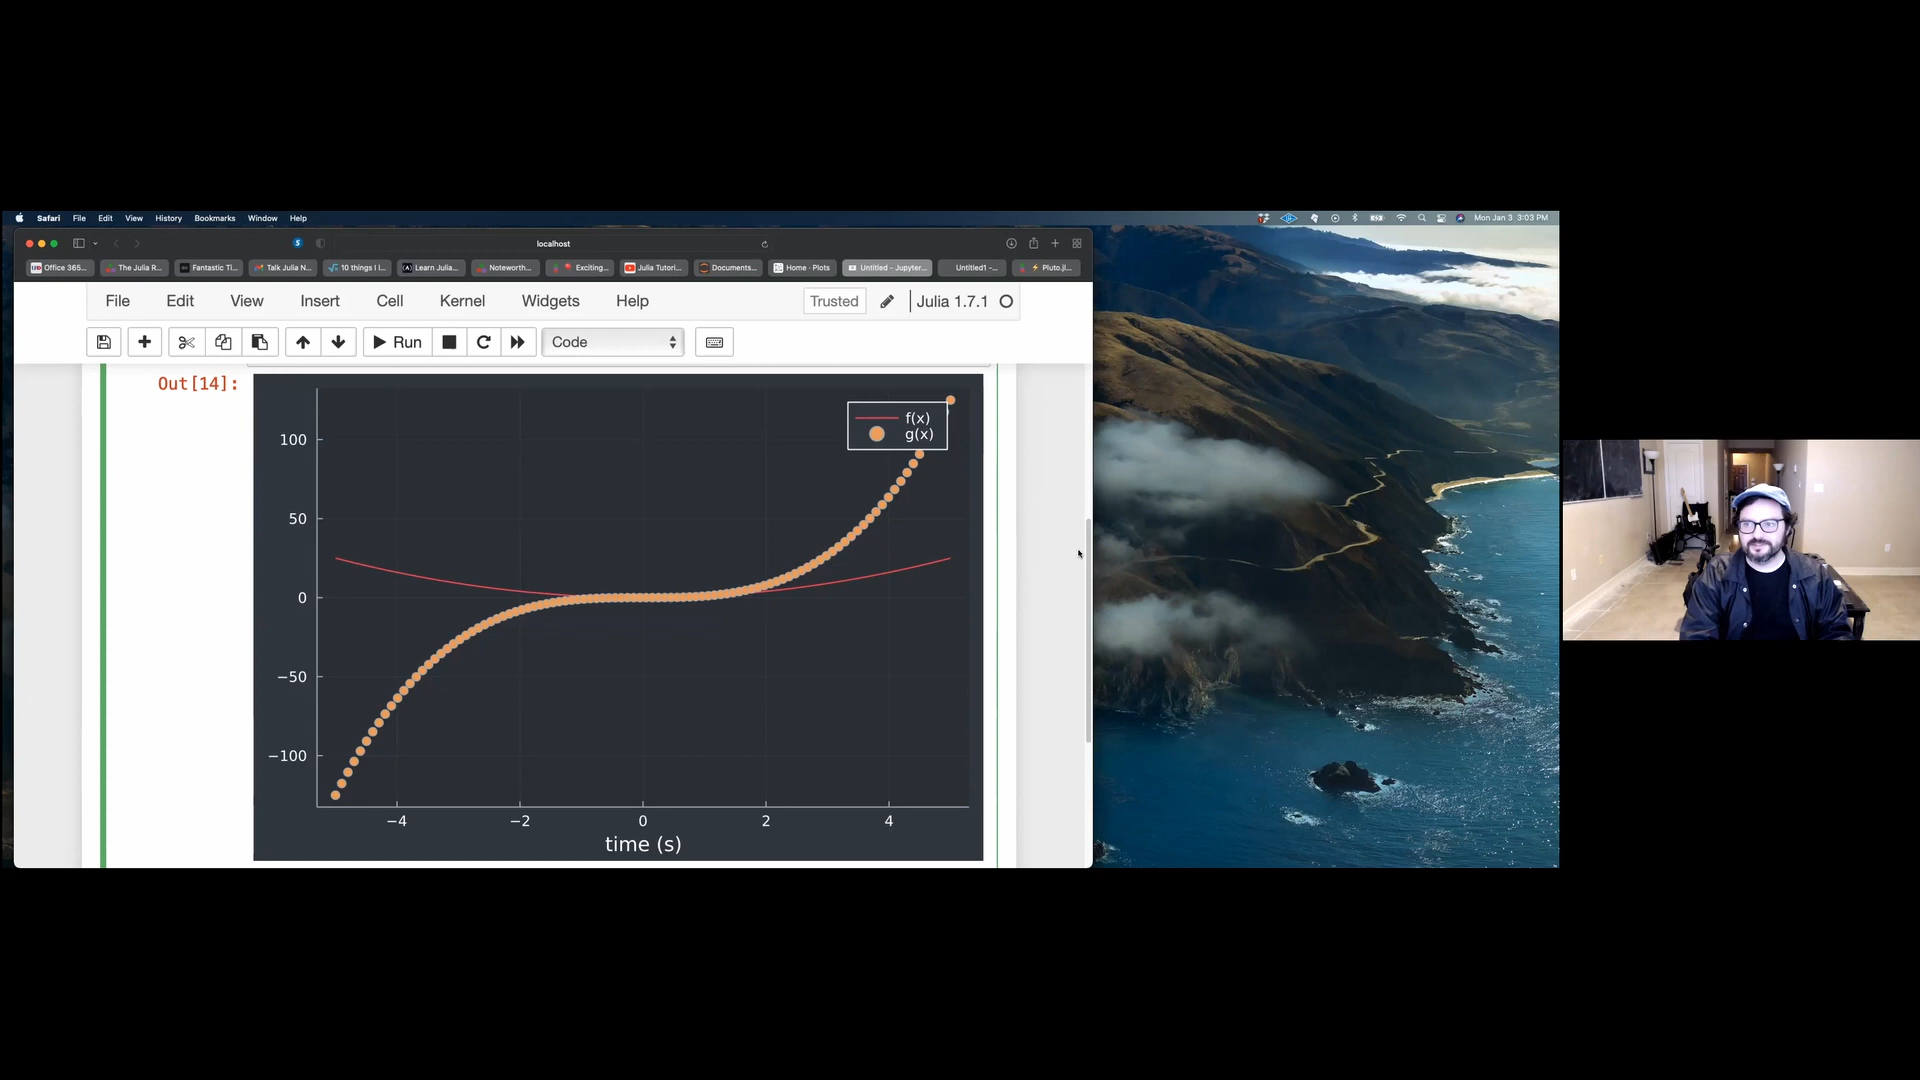 Safari File Edit View History Bookmarks Window Help
Mon Jan 3 3:03 PM
localhost
Office 365... The Julia R... Fantastic Ti... Talk Julia N... 10 things I l... Learn Julia... Noteworth... Exciting... Julia Tutori... Documents... Home · Plots Untitled - Jupyter... Untitled1 -... Pluto.jl...
File Edit View Insert Cell Kernel Widgets Help
Trusted
Julia 1.7.1
Run
Code
Out[14]:
f(x)
g(x)
100
50
0
−50
−100
−4 −2 0 2 4
time (s)